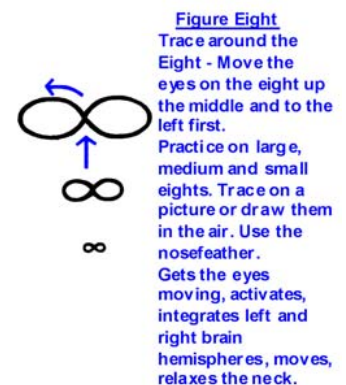 Figure Eight
Trace around the
Eight - Move the
eyes on the eight up
the middle and to the
left first.
Practice on large,
medium and small
eights. Trace on a
picture or draw them
in the air. Use the
nosefeather.
Gets the eyes
moving, activates,
integrates left and
right brain
hemispheres, moves,
relaxes the neck.